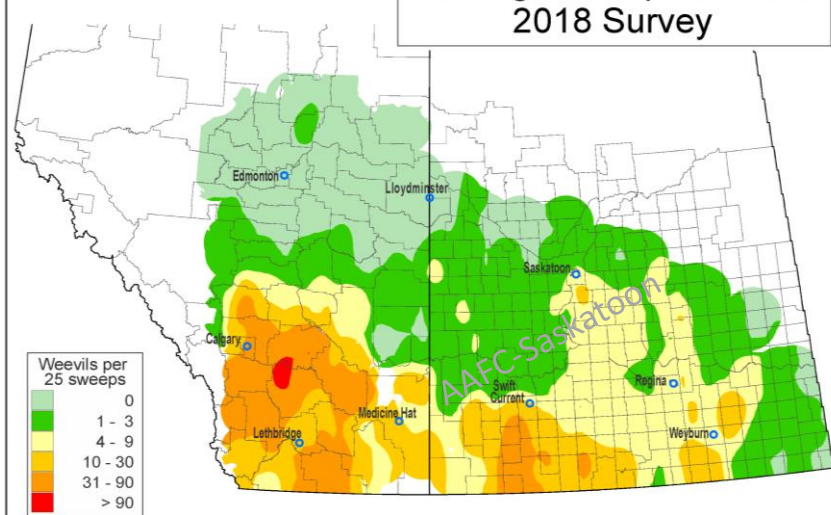 2018 Survey
Edmonton
Lloydminster
Saskatoon
AAFC-Saskatoon
Calgary
Weevils per
25 sweeps
0
1 - 3
4 - 9
10 - 30
31 - 90
> 90
Swift
Current
Regina
Medicine Hat
Lethbridge
Weyburn